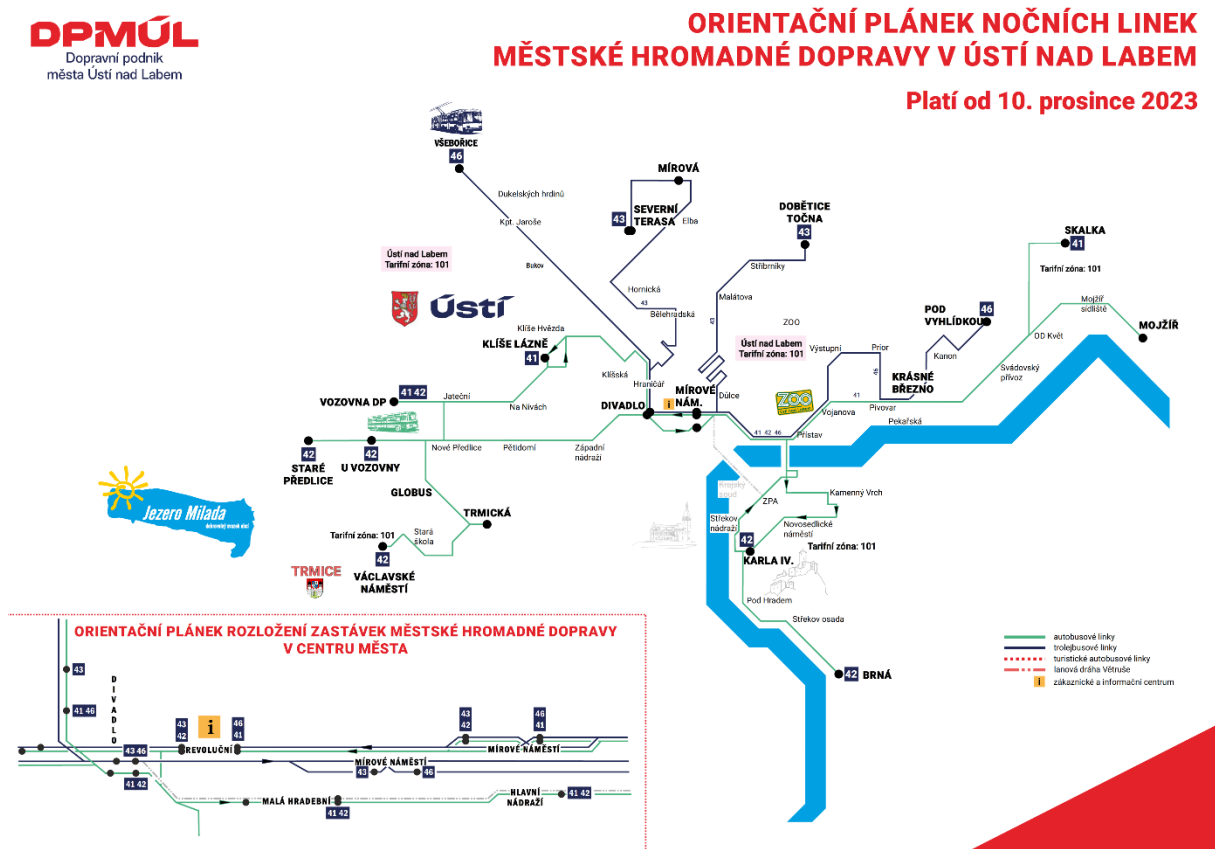 DPMÚL
Dopravní podnik
města Ústí nad Labem
ORIENTAČNÍ PLÁNEK NOČNÍCH LINEK
MĚSTSKÉ HROMADNÉ DOPRAVY V ÚSTÍ NAD LABEM
Platí od 10. prosince 2023
VŠEBOŘICE
46
Dukelských hrdinů
Kpt. Jaroše
Bukov
MÍROVÁ
43
SEVERNÍ
TERASA
Elba
Hornická
43
Bělehradská
DOBĚTICE
TOČNA
43
Stříbrníky
Malátova
43
SKALKA
41
Tarifní zóna: 101
Ústí nad Labem
Tarifní zóna: 101
Ústí
Mojžíř
sídliště
MOJŽÍŘ
POD
VYHLÍDKOU
46
OD Květ
ZOO
Ústí nad Labem
Tarifní zóna: 101
Výstupní
Prior
46
Kanon
KRÁSNÉ
BŘEZNO
Svádovský
přívoz
Klíše Hvězda
KLÍŠE LÁZNĚ
41
Klíšská
Hraničář
MÍROVÉ
NÁM.
Důlce
ZOO
41
Vojanova
Pivovar
Pekařská
VOZOVNA DP
41 42
Jateční
Na Nivách
DIVADLO
i
41 42 46
Přístav
42
STARÉ
PŘEDLICE
42
U VOZOVNY
Nové Předlice
Pětidomí
Západní
nádraží
GLOBUS
TRMICKÁ
Krajský
soud
ZPA
Kamenný Vrch
Střekov
nádraží
Novosedlické
náměstí
Jezero Milada
Tarifní zóna: 101
Stará
škola
42
VÁCLAVSKÉ
NÁMĚSTÍ
TRMICE
42
KARLA IV.
Tarifní zóna: 101
Pod Hradem
Střekov osada
42 BRNÁ
ORIENTAČNÍ PLÁNEK ROZLOŽENÍ ZASTÁVEK MĚSTSKÉ HROMADNÉ DOPRAVY
V CENTRU MĚSTA
43
41 46
DIVADLO
43 46
41 42
43
42
i
46
41
REVOLUČNÍ
43
42
46
41
MÍROVÉ NÁMĚSTÍ
MÍROVÉ NÁMĚSTÍ
43
46
MALÁ HRADEBNÍ
41 42
HLAVNÍ
NÁDRAŽÍ
41 42
autobusové linky
trolejbusové linky
turistické autobusové linky
lanová dráha Větruše
i zákaznické a informační centrum